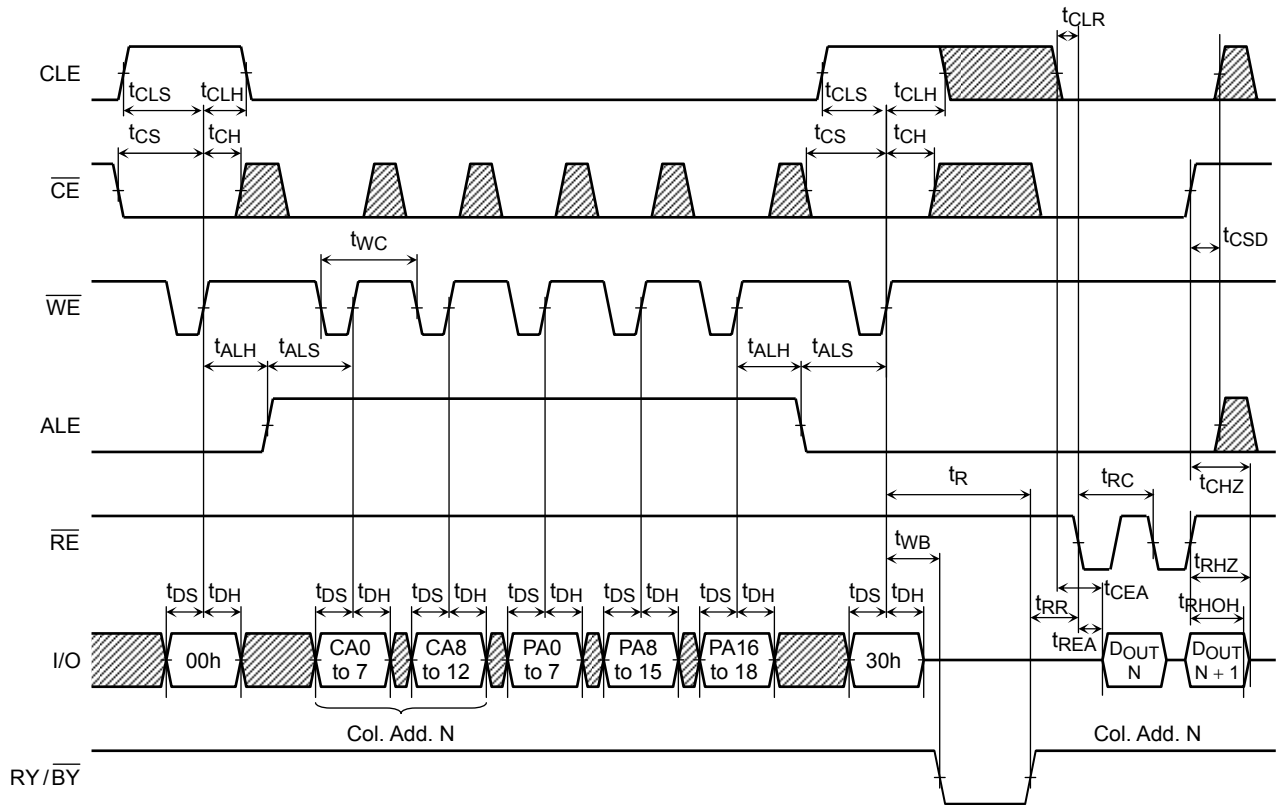 tCLR
CLE
tCLS
tCLH
tCLS
tCLH
tCS
tCH
tCS
tCH
CE
tWC
tCSD
WE
tALH
tALS
tALH
tALS
ALE
tR
tRC
tCHZ
RE
tWB
tRHZ
tDS
tDH
tDS
tDH
tDS
tDH
tDS
tDH
tDS
tDH
tDS
tDH
tDS
tDH
tCEA
tRR
tRHOH
tREA
I/O
00h
CA0
to 7
CA8
to 12
PA0
to 7
PA8
to 15
PA16
to 18
30h
DOUT
N
DOUT
N + 1
Col. Add. N
Col. Add. N
RY/BY